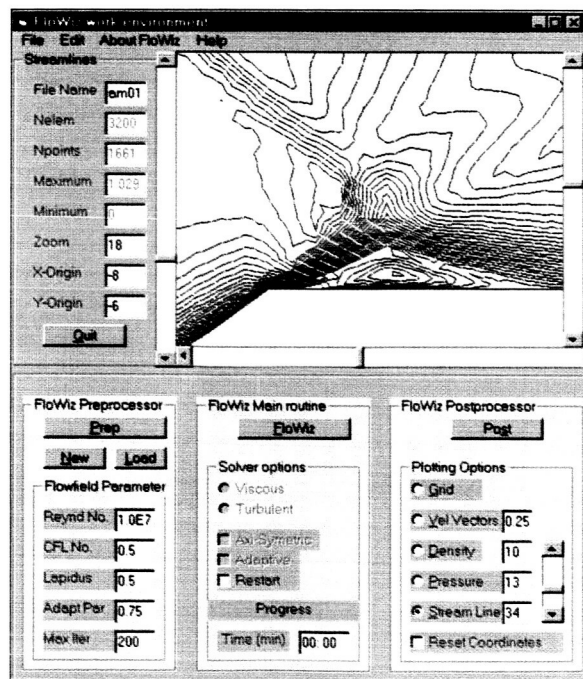 FloWiz work environment
File Edit About FloWiz Help
Streamlines
File Name am01
Nelem 3200
Npoints 1661
Maximum 1.029
Minimum 0
Zoom 18
X-Origin -8
Y-Origin -6
Quit
FloWiz Preprocessor
Prep
New Load
Flowfield Parameter
Reynd No. 1.0E7
CFL No. 0.5
Lapidus 0.5
Adapt Par 0.75
Max Iter 200
FloWiz Main routine
FloWiz
Solver options
Viscous
Turbulent
Axi-Symetric
Adaptive
Restart
Progress
Time (min) 00:00
FloWiz Postprocessor
Post
Plotting Options
Grid
Vel Vectors 0.25
Density 10
Pressure 13
Stream Line 34
Reset Coordinates